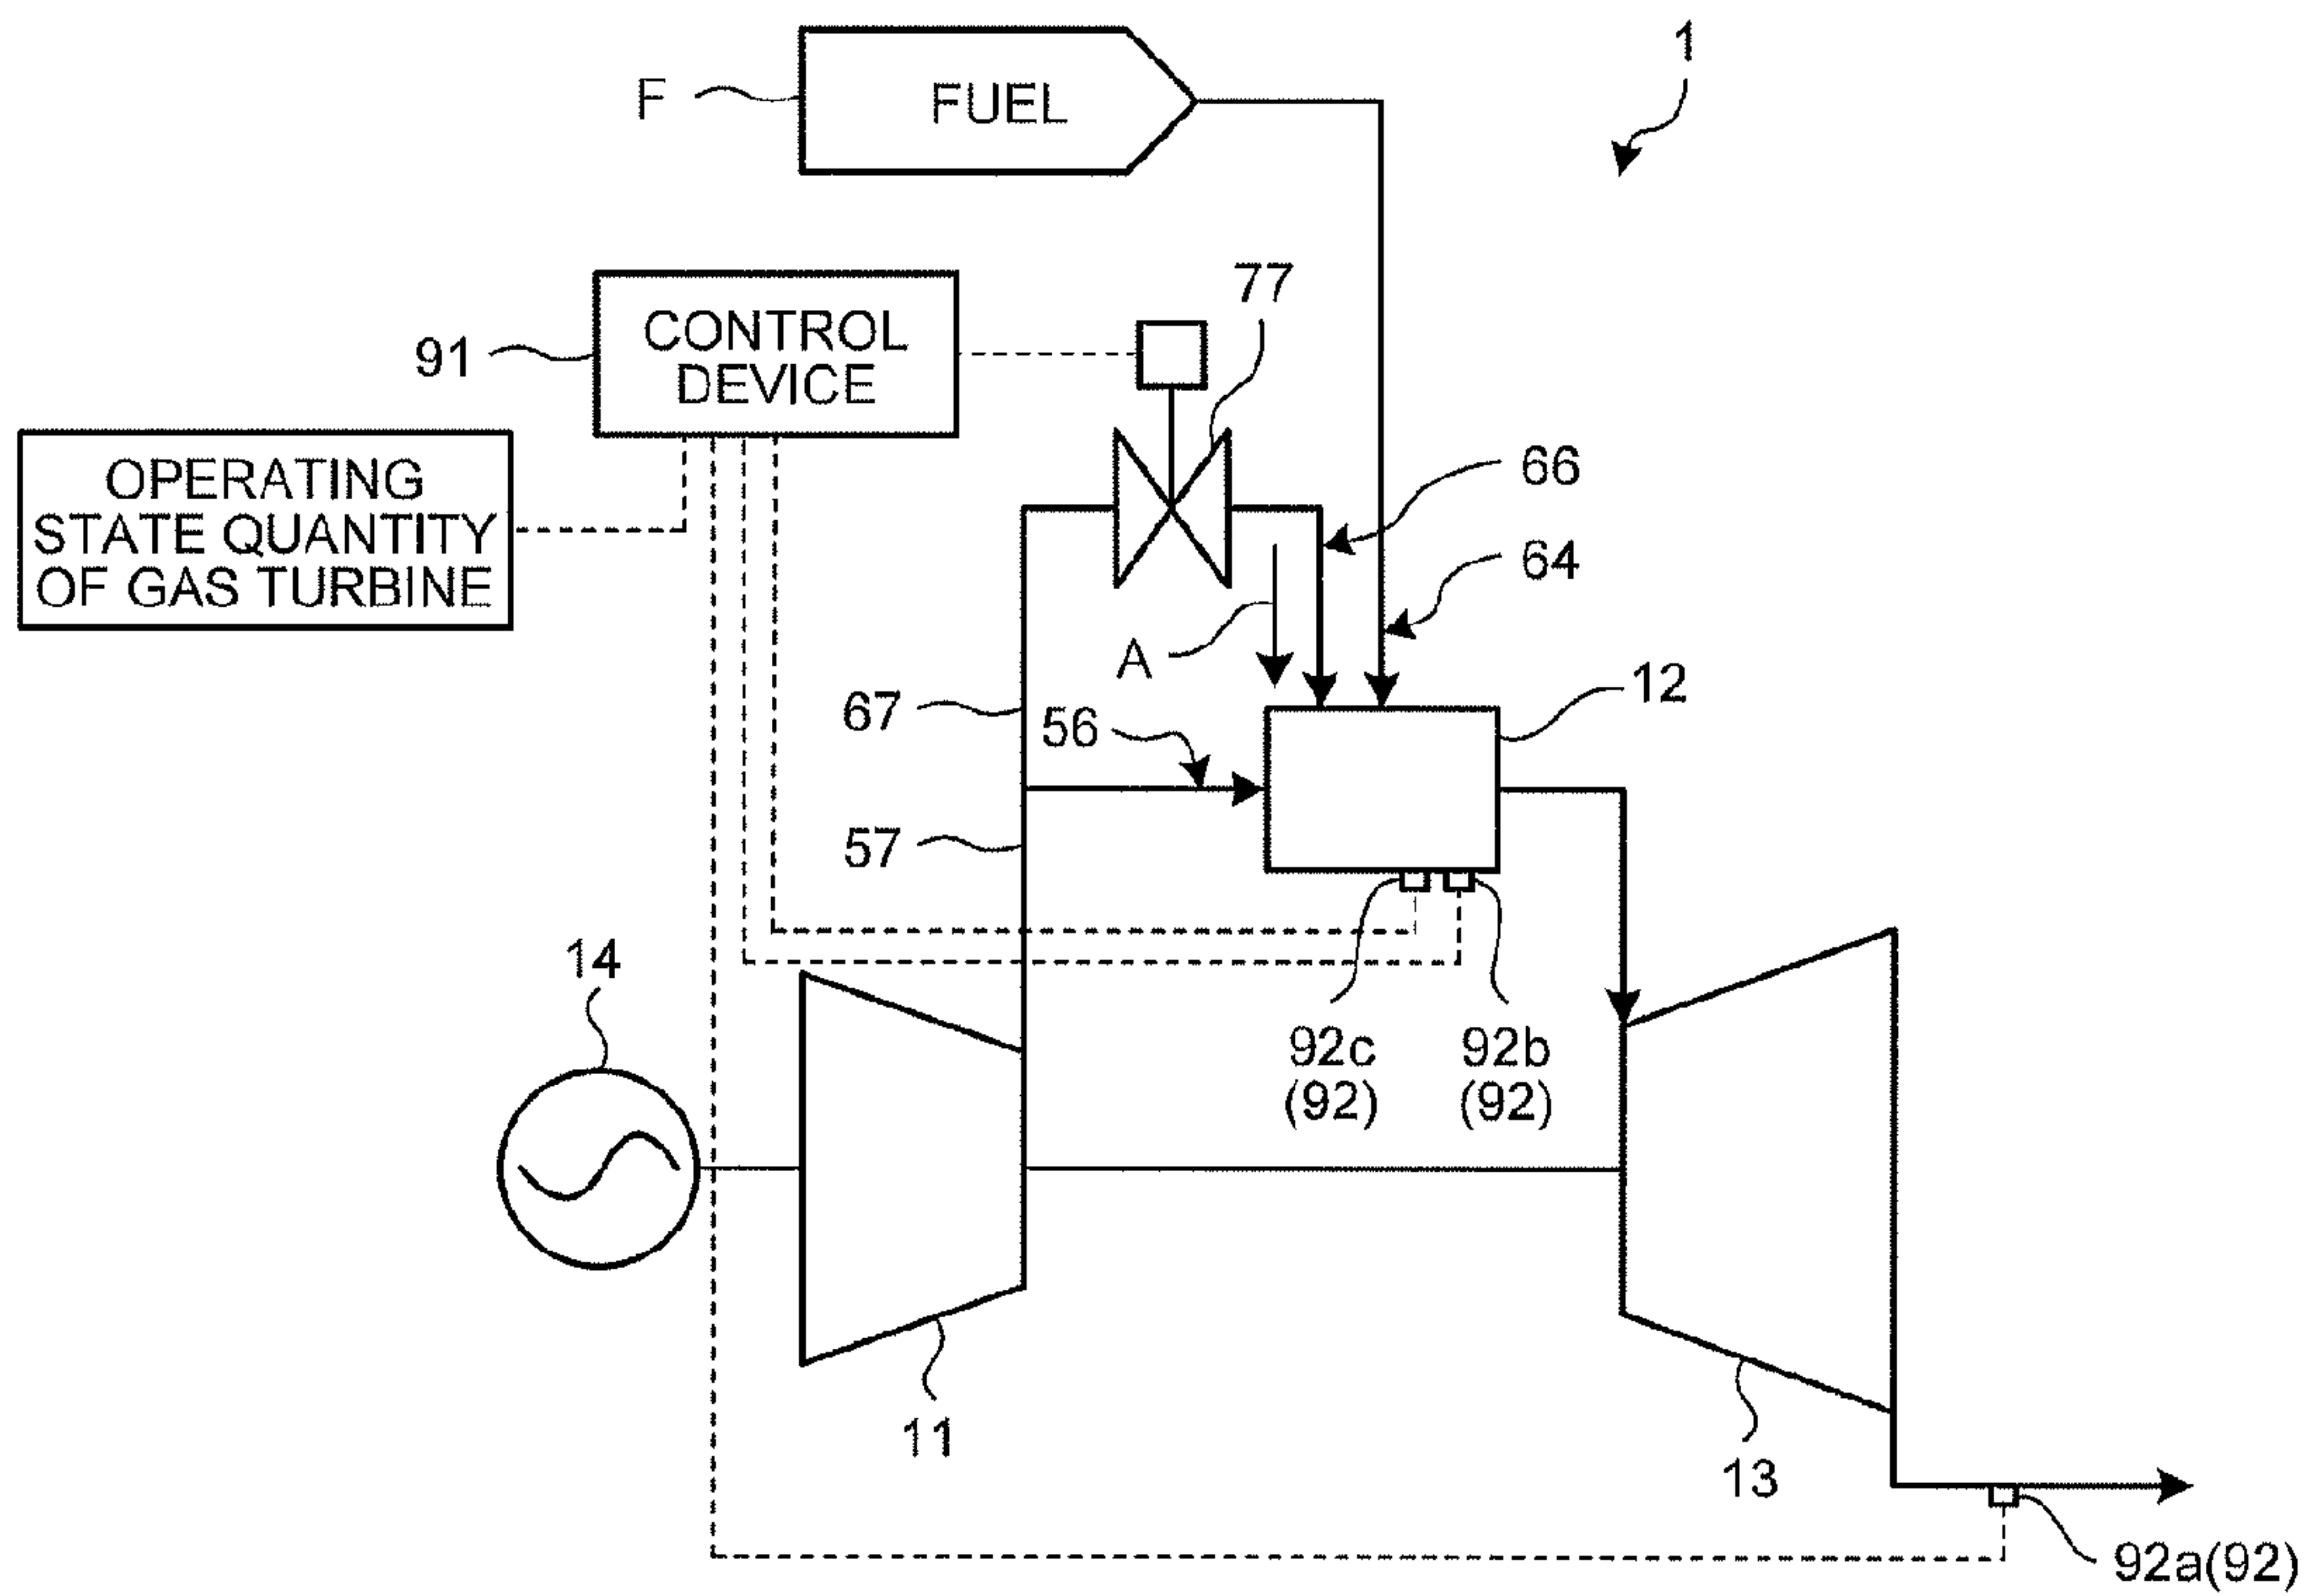 1
F
FUEL
77
CONTROL
DEVICE
91
OPERATING
STATE QUANTITY
OF GAS TURBINE
66
64
A
12
67
56
57
14
92c
(92)
92b
(92)
11
13
92a(92)